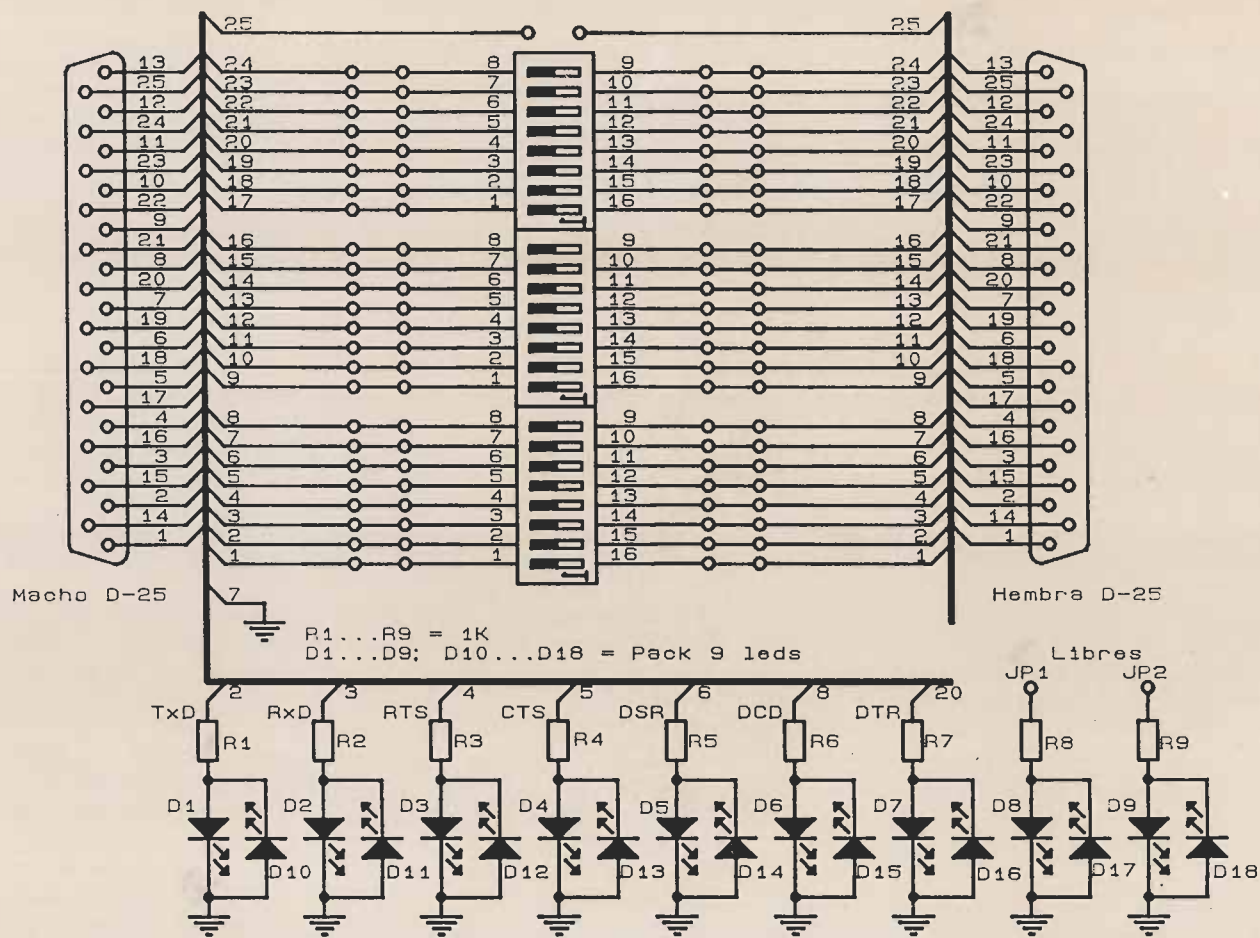 25 25
13 24 8 9 24 13
25 23 7 10 23 25
12 22 6 11 22 12
24 21 5 12 21 24
11 20 4 13 20 11
23 19 3 14 19 23
10 18 2 15 18 10
22 17 1 16 17 22
9 9
21 16 8 9 16 21
8 15 7 10 15 8
20 14 6 11 14 20
7 13 5 12 13 7
19 12 4 13 12 19
6 11 3 14 11 6
18 10 2 15 10 18
5 9 1 16 9 5
17 17
4 8 8 9 8 4
16 7 7 10 7 16
3 6 6 11 6 3
15 5 5 12 5 15
2 4 4 13 4 2
14 3 3 14 3 14
1 2 2 15 2 1
1 1 16 1
Macho D-25
7
Hembra D-25
R1...R9 = 1K
D1...D9; D10...D18 = Pack 9 leds
Libres
JP1 JP2
2 3 4 5 6 8 20
TxD RxD RTS CTS DSR DCD DTR
R1 R2 R3 R4 R5 R6 R7 R8 R9
D1 D2 D3 D4 D5 D6 D7 D8 D9
D10 D11 D12 D13 D14 D15 D16 D17 D18